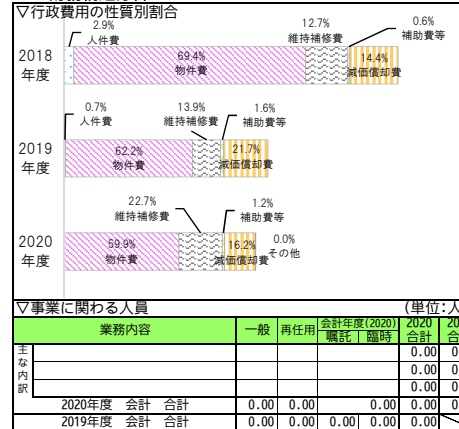 ▽行政費用の性質別割合
2.9% 12.7% 0.6%
人件費 維持補修費 補助費等
2018 69.4% 14.4%
年度 物件費 減価償却費
0.7% 13.9% 1.6%
人件費 維持補修費 補助費等
2019 62.2% 21.7%
年度 物件費 減価償却費
22.7% 1.2%
維持補修費 補助費等
2020 59.9% 16.2% 0.0%
年度 物件費 減価償却費 その他
▽事業に関わる人員 (単位:人
業務内容 一般 再任用 会計年度(2020) 2020
嘱託 臨時 合計
主な内訳 0.00
0.00
0.00
2020年度 会計 合計 0.00 0.00 0.00 0.00
2019年度 会計 合計 0.00 0.00 0.00 0.00 0.00